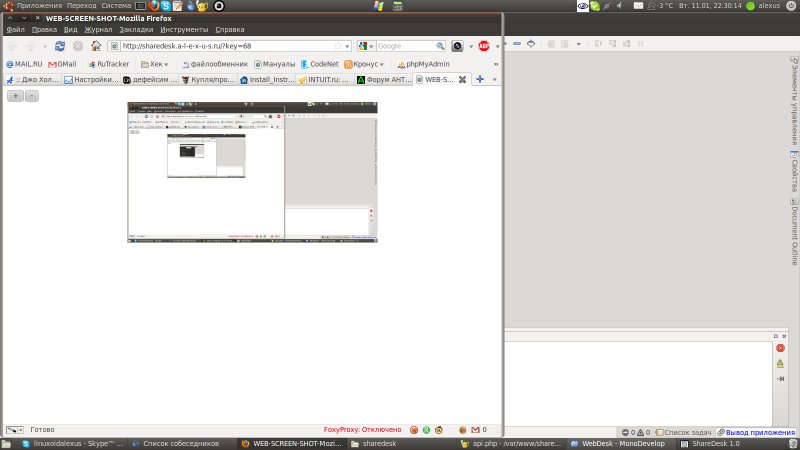 Приложения Переход Система
-3 °C Вт. 11.01, 22:30:14 alexus
WEB-SCREEN-SHOT-Mozilla Firefox
Файл Правка Вид Журнал Закладки Инструменты Справка
http://sharedesk.a-l-e-x-u-s.ru/?key=68
Google
ABP
MAIL.RU GMail RuTracker Хек файлообменник Мануалы CodeNet Кронус phpMyAdmin
:: Джо Хол... Настройки... дефейсим ... Купля/про... Install_Instr... INTUIT.ru: ... Форум АНТ... WEB-S...
+ -
Элементы управления
Свойства
Document Outline
Готово
FoxyProxy: Отключено
0
0 0 Список задач Вывод приложения
linuxoidalexus - Skype™ ... Список собеседников WEB-SCREEN-SHOT-Mozi... sharedesk api.php - /var/www/share... WebDesk - MonoDevelop ShareDesk 1.0